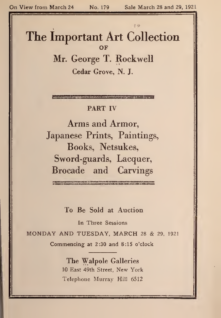 On View from March 24 No. 179 Sale March 28 and 29, 1921
The Important Art Collection
OF
Mr. George T. Rockwell
Cedar Grove, N. J.
PART IV
Arms and Armor,
Japanese Prints, Paintings,
Books, Netsukes,
Sword-guards, Lacquer,
Brocade and Carvings
To Be Sold at Auction
In Three Sessions
MONDAY AND TUESDAY, MARCH 28 & 29, 1921
Commencing at 2:30 and 8:15 o'clock
The Walpole Galleries
10 East 49th Street, New York
Telephone Murray Hill 6512